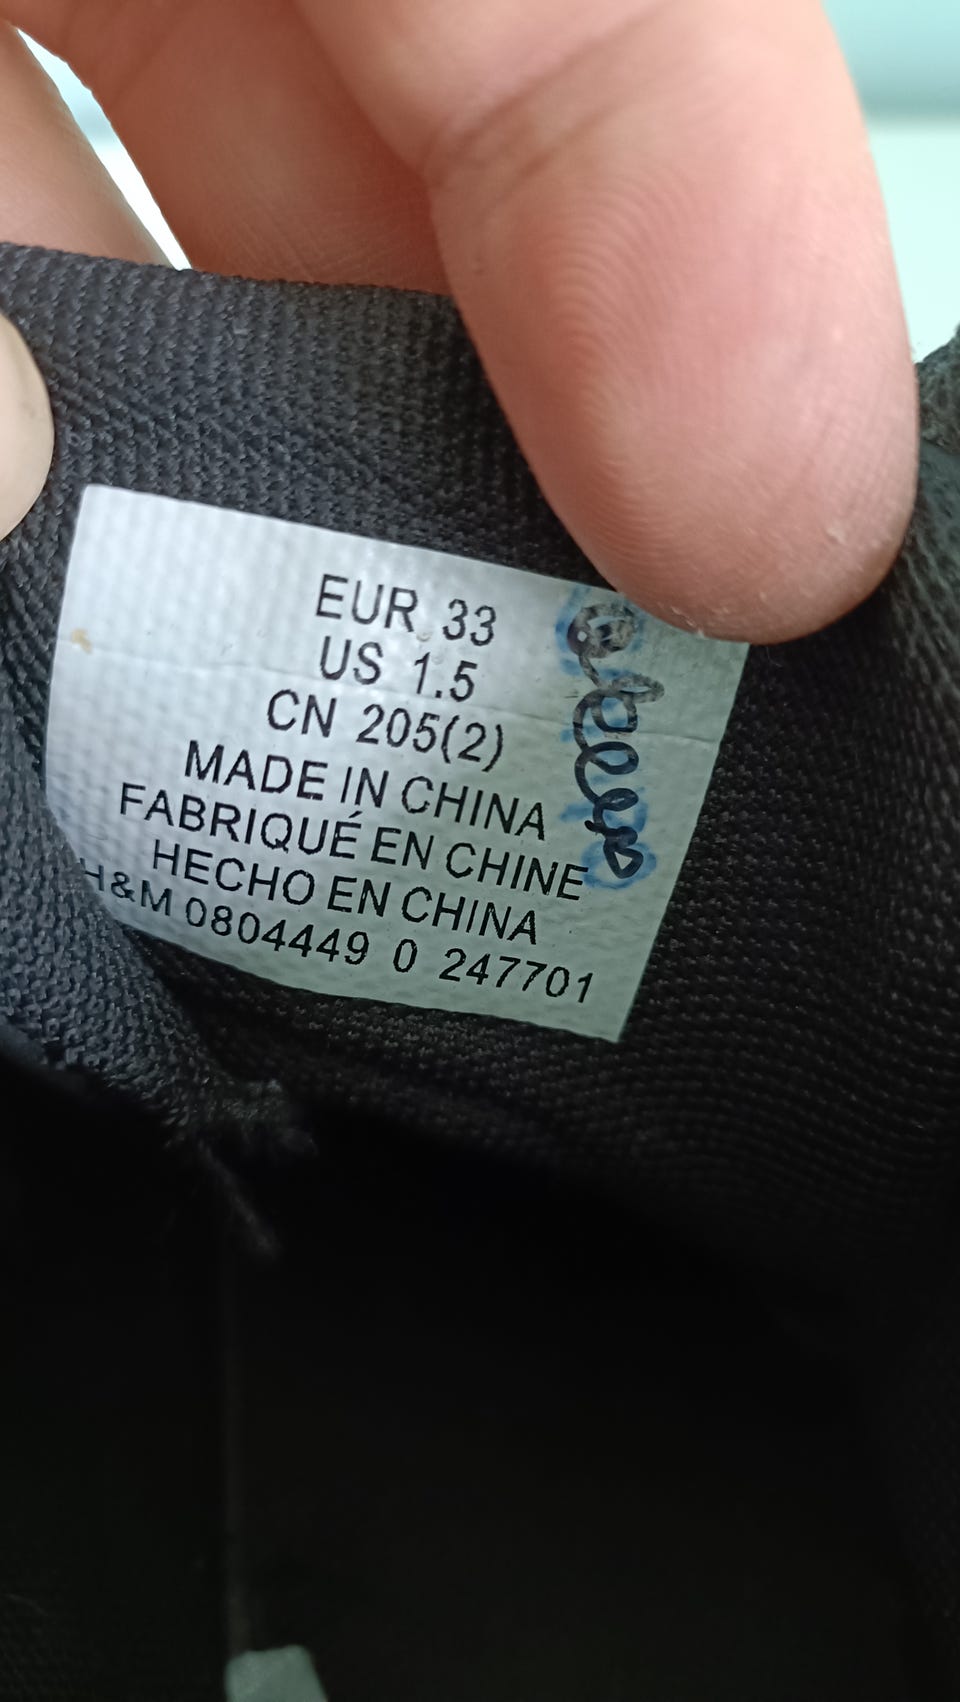 EUR 33
US 1.5
CN 205(2)
MADE IN CHINA
FABRIQUÉ EN CHINE
HECHO EN CHINA
H&M 0804449 0 247701